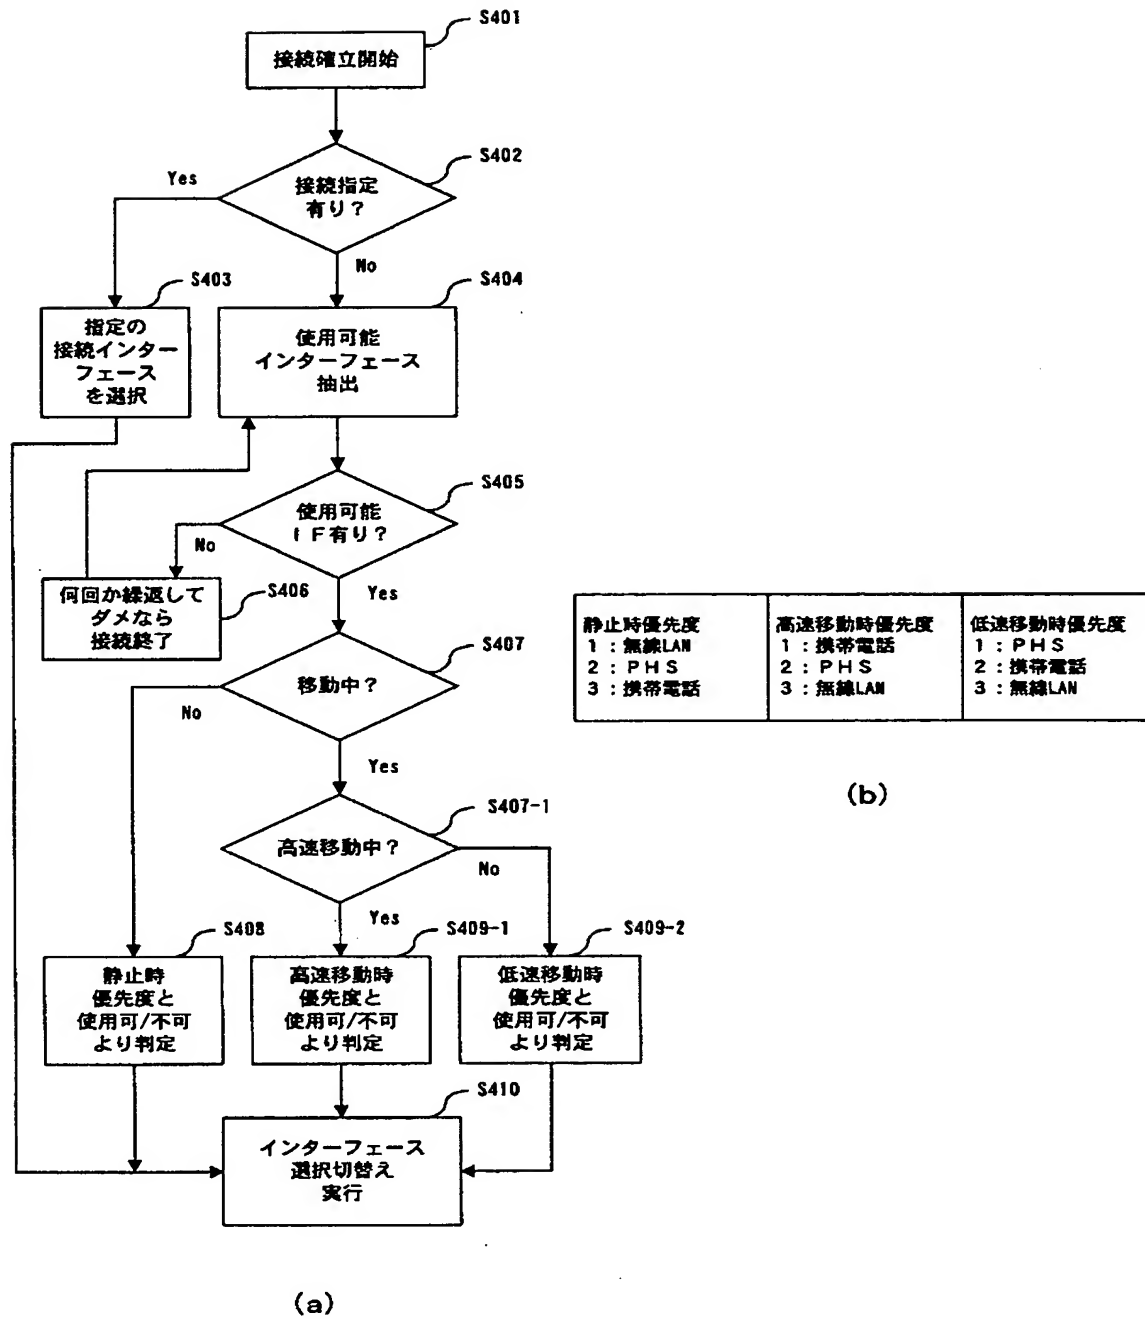 S401
接続確立開始
S402
接続指定
有り？
Yes
No
S403
指定の
接続インター
フェース
を選択
S404
使用可能
インターフェース
抽出
S405
使用可能
ＩＦ有り？
No
Yes
S406
何回か繰返して
ダメなら
接続終了
S407
移動中？
No
Yes
S407-1
高速移動中？
No
Yes
S408
静止時
優先度と
使用可/不可
より判定
S409-1
高速移動時
優先度と
使用可/不可
より判定
S409-2
低速移動時
優先度と
使用可/不可
より判定
S410
インターフェース
選択切替え
実行
(a)
静止時優先度
1：無線LAN
2：ＰＨＳ
3：携帯電話
高速移動時優先度
1：携帯電話
2：ＰＨＳ
3：無線LAN
低速移動時優先度
1：ＰＨＳ
2：携帯電話
3：無線LAN
(b)